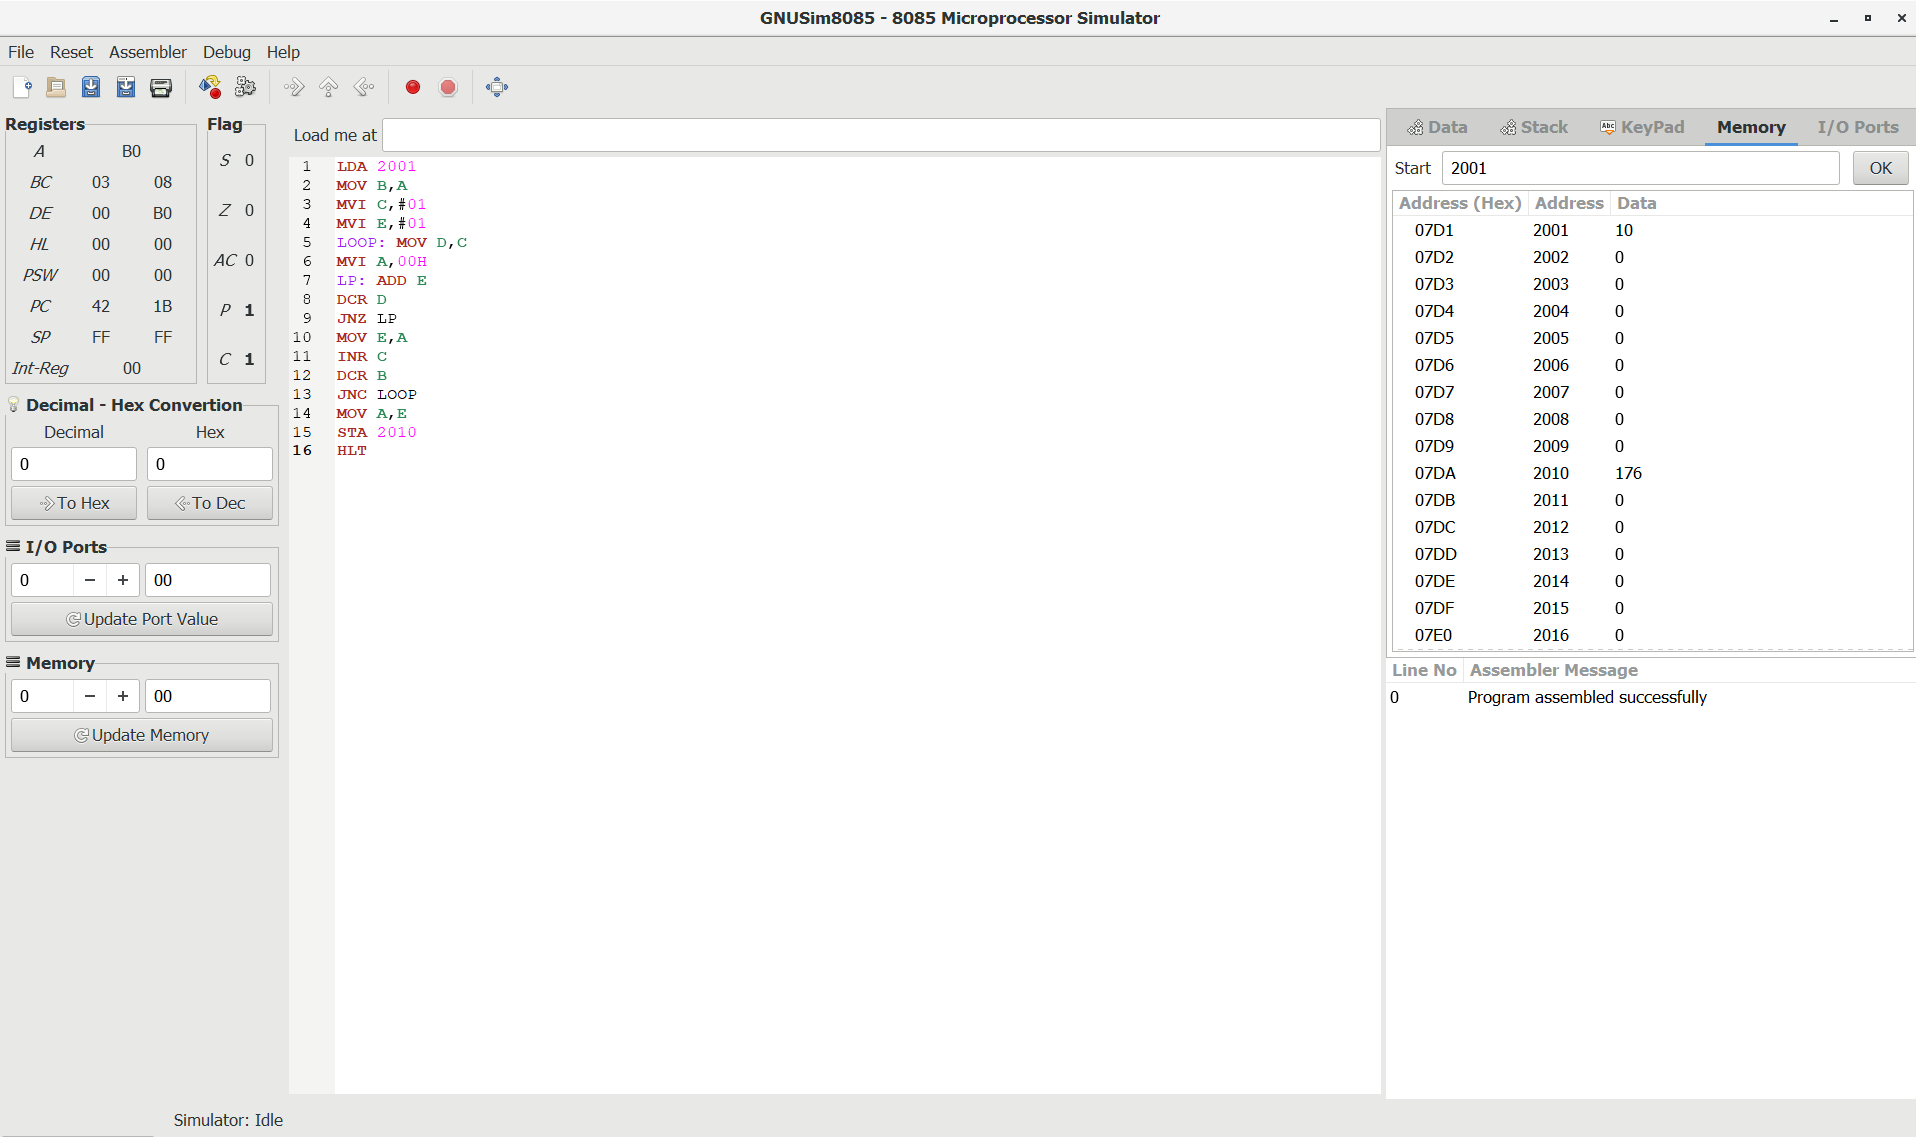 GNUSim8085 - 8085 Microprocessor Simulator
File Reset Assembler Debug Help
Registers
A B0
BC 03 08
DE 00 B0
HL 00 00
PSW 00 00
PC 42 1B
SP FF FF
Int-Reg 00
Flag
S 0
Z 0
AC 0
P 1
C 1
Decimal - Hex Convertion
Decimal Hex
0 0
To Hex To Dec
I/O Ports
0 − + 00
Update Port Value
Memory
0 − + 00
Update Memory
Load me at
1 LDA 2001
2 MOV B,A
3 MVI C,#01
4 MVI E,#01
5 LOOP: MOV D,C
6 MVI A,00H
7 LP: ADD E
8 DCR D
9 JNZ LP
10 MOV E,A
11 INR C
12 DCR B
13 JNC LOOP
14 MOV A,E
15 STA 2010
16 HLT
Data Stack Abc KeyPad Memory I/O Ports
Start 2001 OK
Address (Hex) Address Data
07D1 2001 10
07D2 2002 0
07D3 2003 0
07D4 2004 0
07D5 2005 0
07D6 2006 0
07D7 2007 0
07D8 2008 0
07D9 2009 0
07DA 2010 176
07DB 2011 0
07DC 2012 0
07DD 2013 0
07DE 2014 0
07DF 2015 0
07E0 2016 0
Line No Assembler Message
0 Program assembled successfully
Simulator: Idle